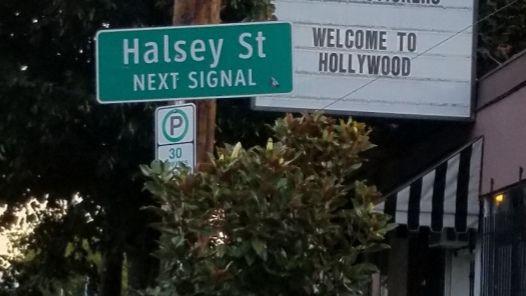 Halsey St
NEXT SIGNAL
WELCOME TO
HOLLYWOOD
P
30